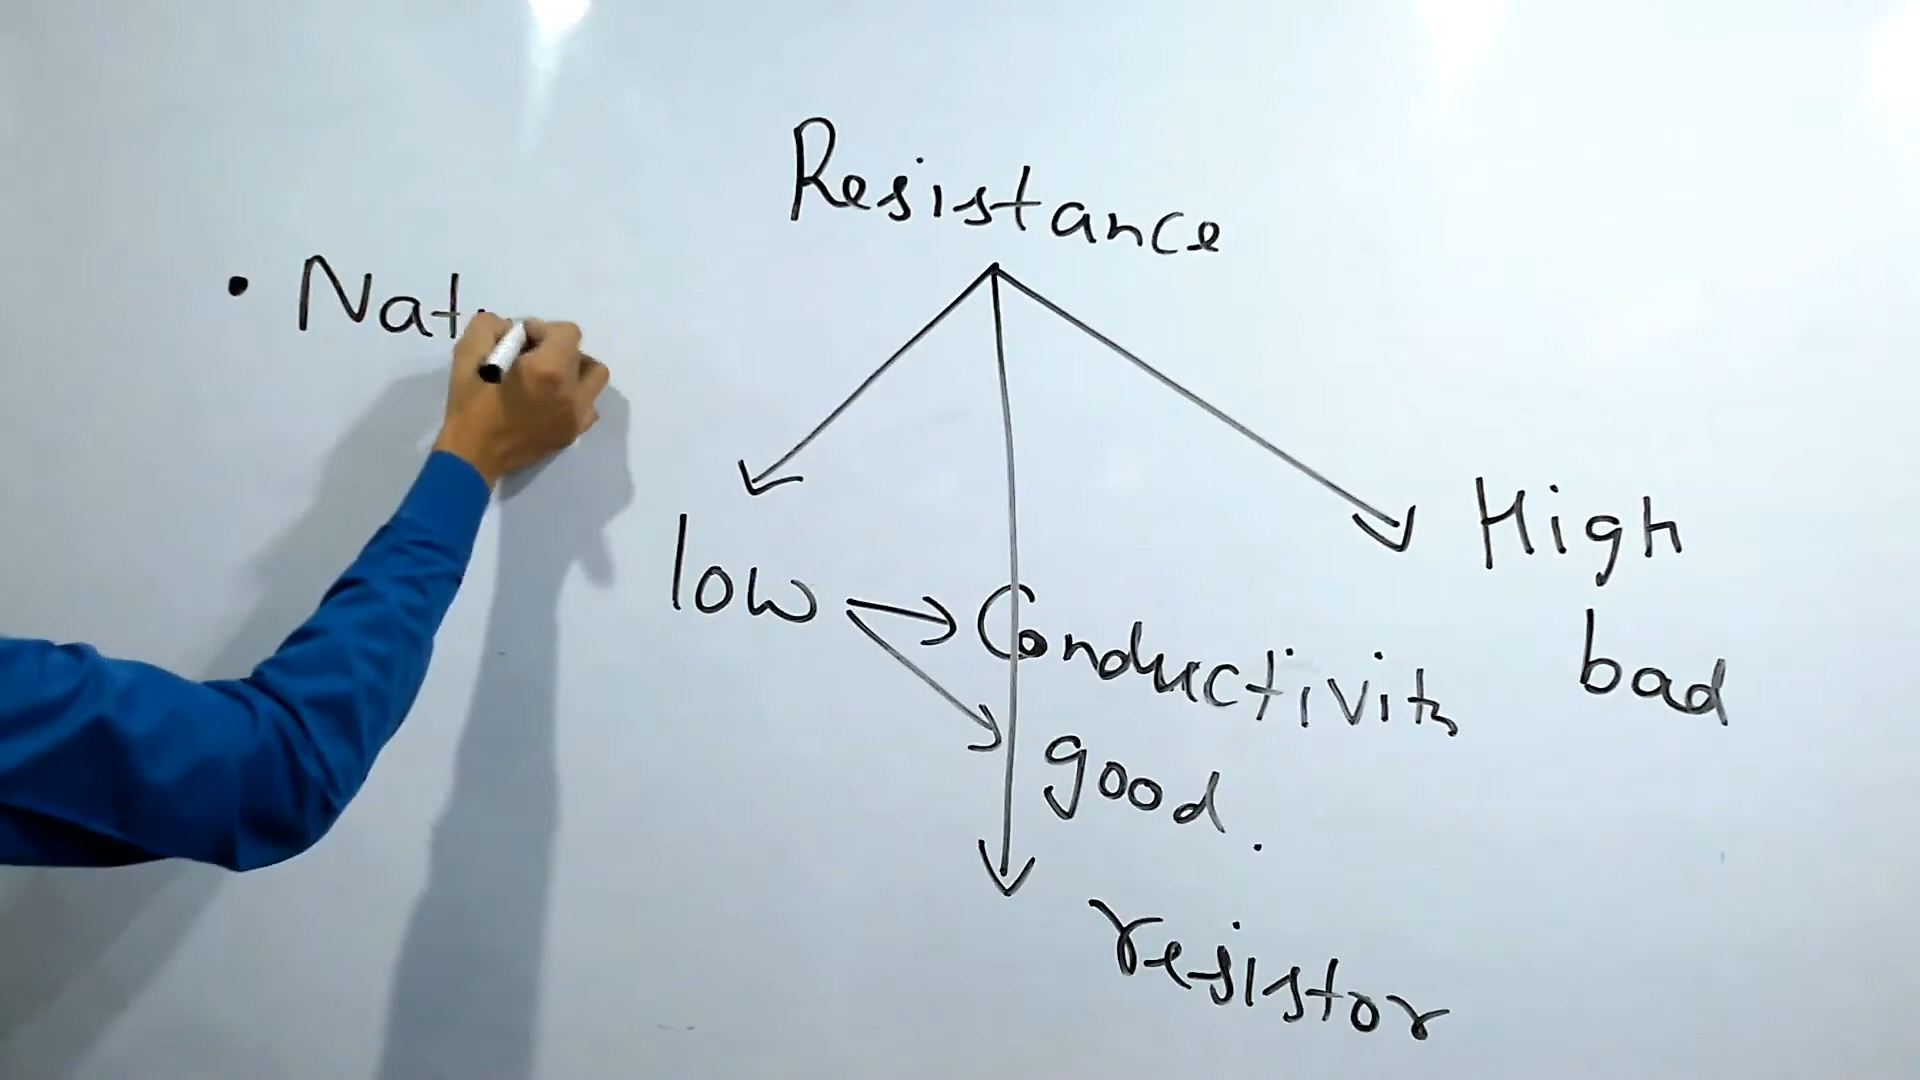 Resistance
• Nat
low → Conductivity
High
bad
good.
resistor